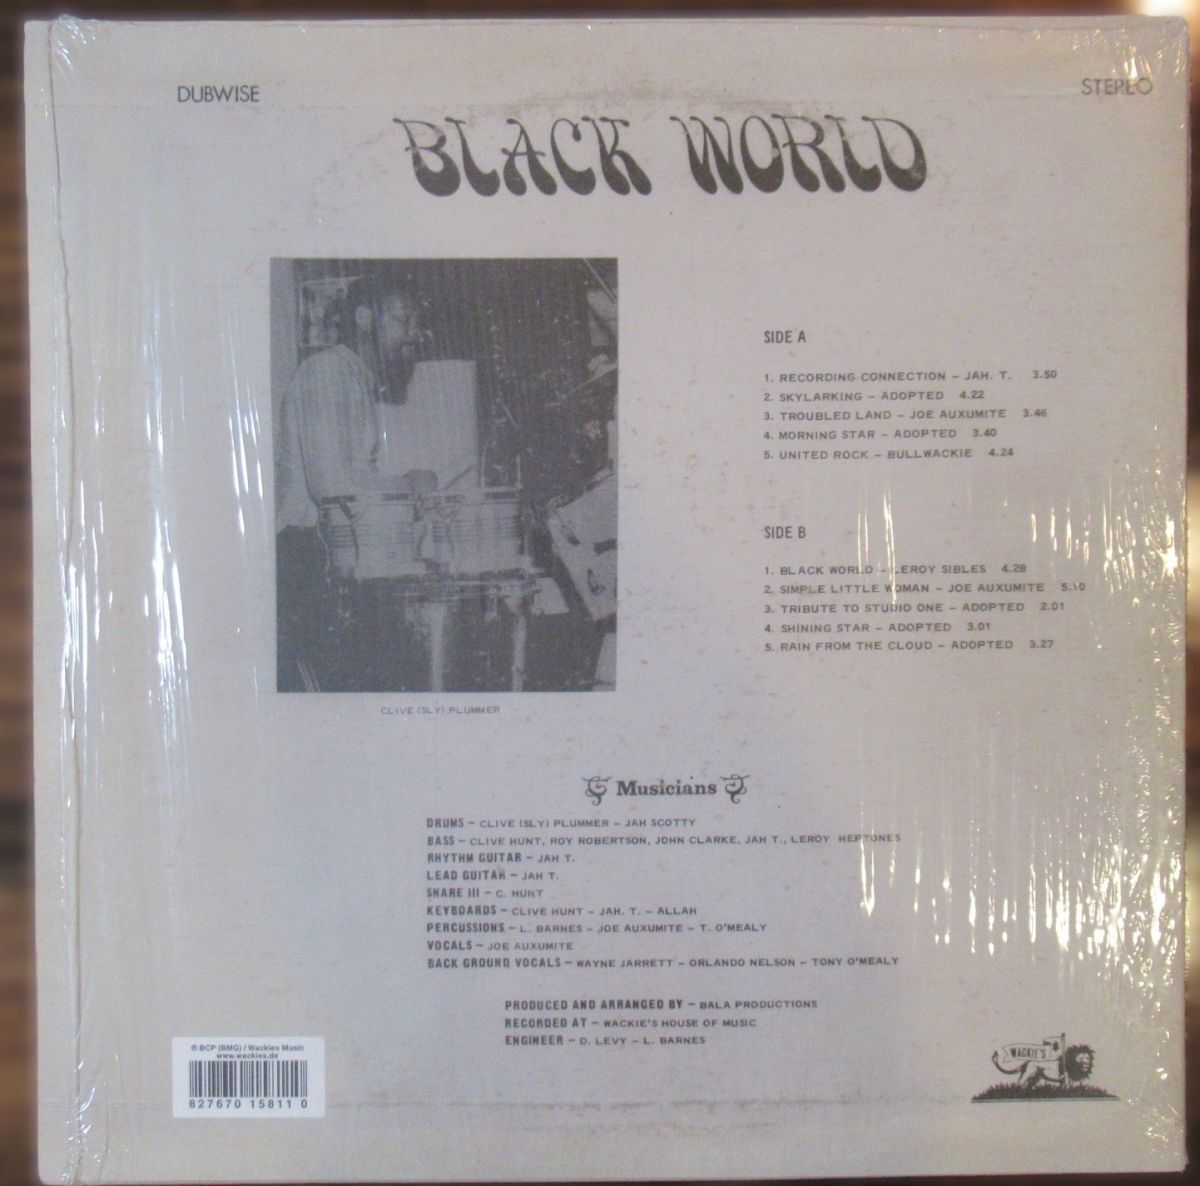 DUBWISE
STEREO
BLACK WORLD
SIDE A
1. RECORDING CONNECTION – JAH. T. 3.50
2. SKYLARKING – ADOPTED 4.22
3. TROUBLED LAND – JOE AUXUMITE 3.46
4. MORNING STAR – ADOPTED 3.40
5. UNITED ROCK – BULLWACKIE 4.24
SIDE B
1. BLACK WORLD – LEROY SIBLES 4.28
2. SIMPLE LITTLE WOMAN – JOE AUXUMITE 5.10
3. TRIBUTE TO STUDIO ONE – ADOPTED 2.01
4. SHINING STAR – ADOPTED 3.01
5. RAIN FROM THE CLOUD – ADOPTED 3.27
CLIVE (SLY) PLUMMER
Musicians
DRUMS – CLIVE (SLY) PLUMMER – JAH SCOTTY
BASS – CLIVE HUNT, ROY ROBERTSON, JOHN CLARKE, JAH T., LEROY HEPTONES
RHYTHM GUITAR – JAH T.
LEAD GUITAR – JAH T.
SNARE III – C. HUNT
KEYBOARDS – CLIVE HUNT – JAH. T. – ALLAH
PERCUSSIONS – L. BARNES – JOE AUXUMITE – T. O'MEALY
VOCALS – JOE AUXUMITE
BACK GROUND VOCALS – WAYNE JARRETT – ORLANDO NELSON – TONY O'MEALY
PRODUCED AND ARRANGED BY – BALA PRODUCTIONS
RECORDED AT – WACKIE'S HOUSE OF MUSIC
ENGINEER – D. LEVY – L. BARNES
WACKIE'S
© BCP (BMG) / Wackies Music
www.wackies.de
827670 15811 0